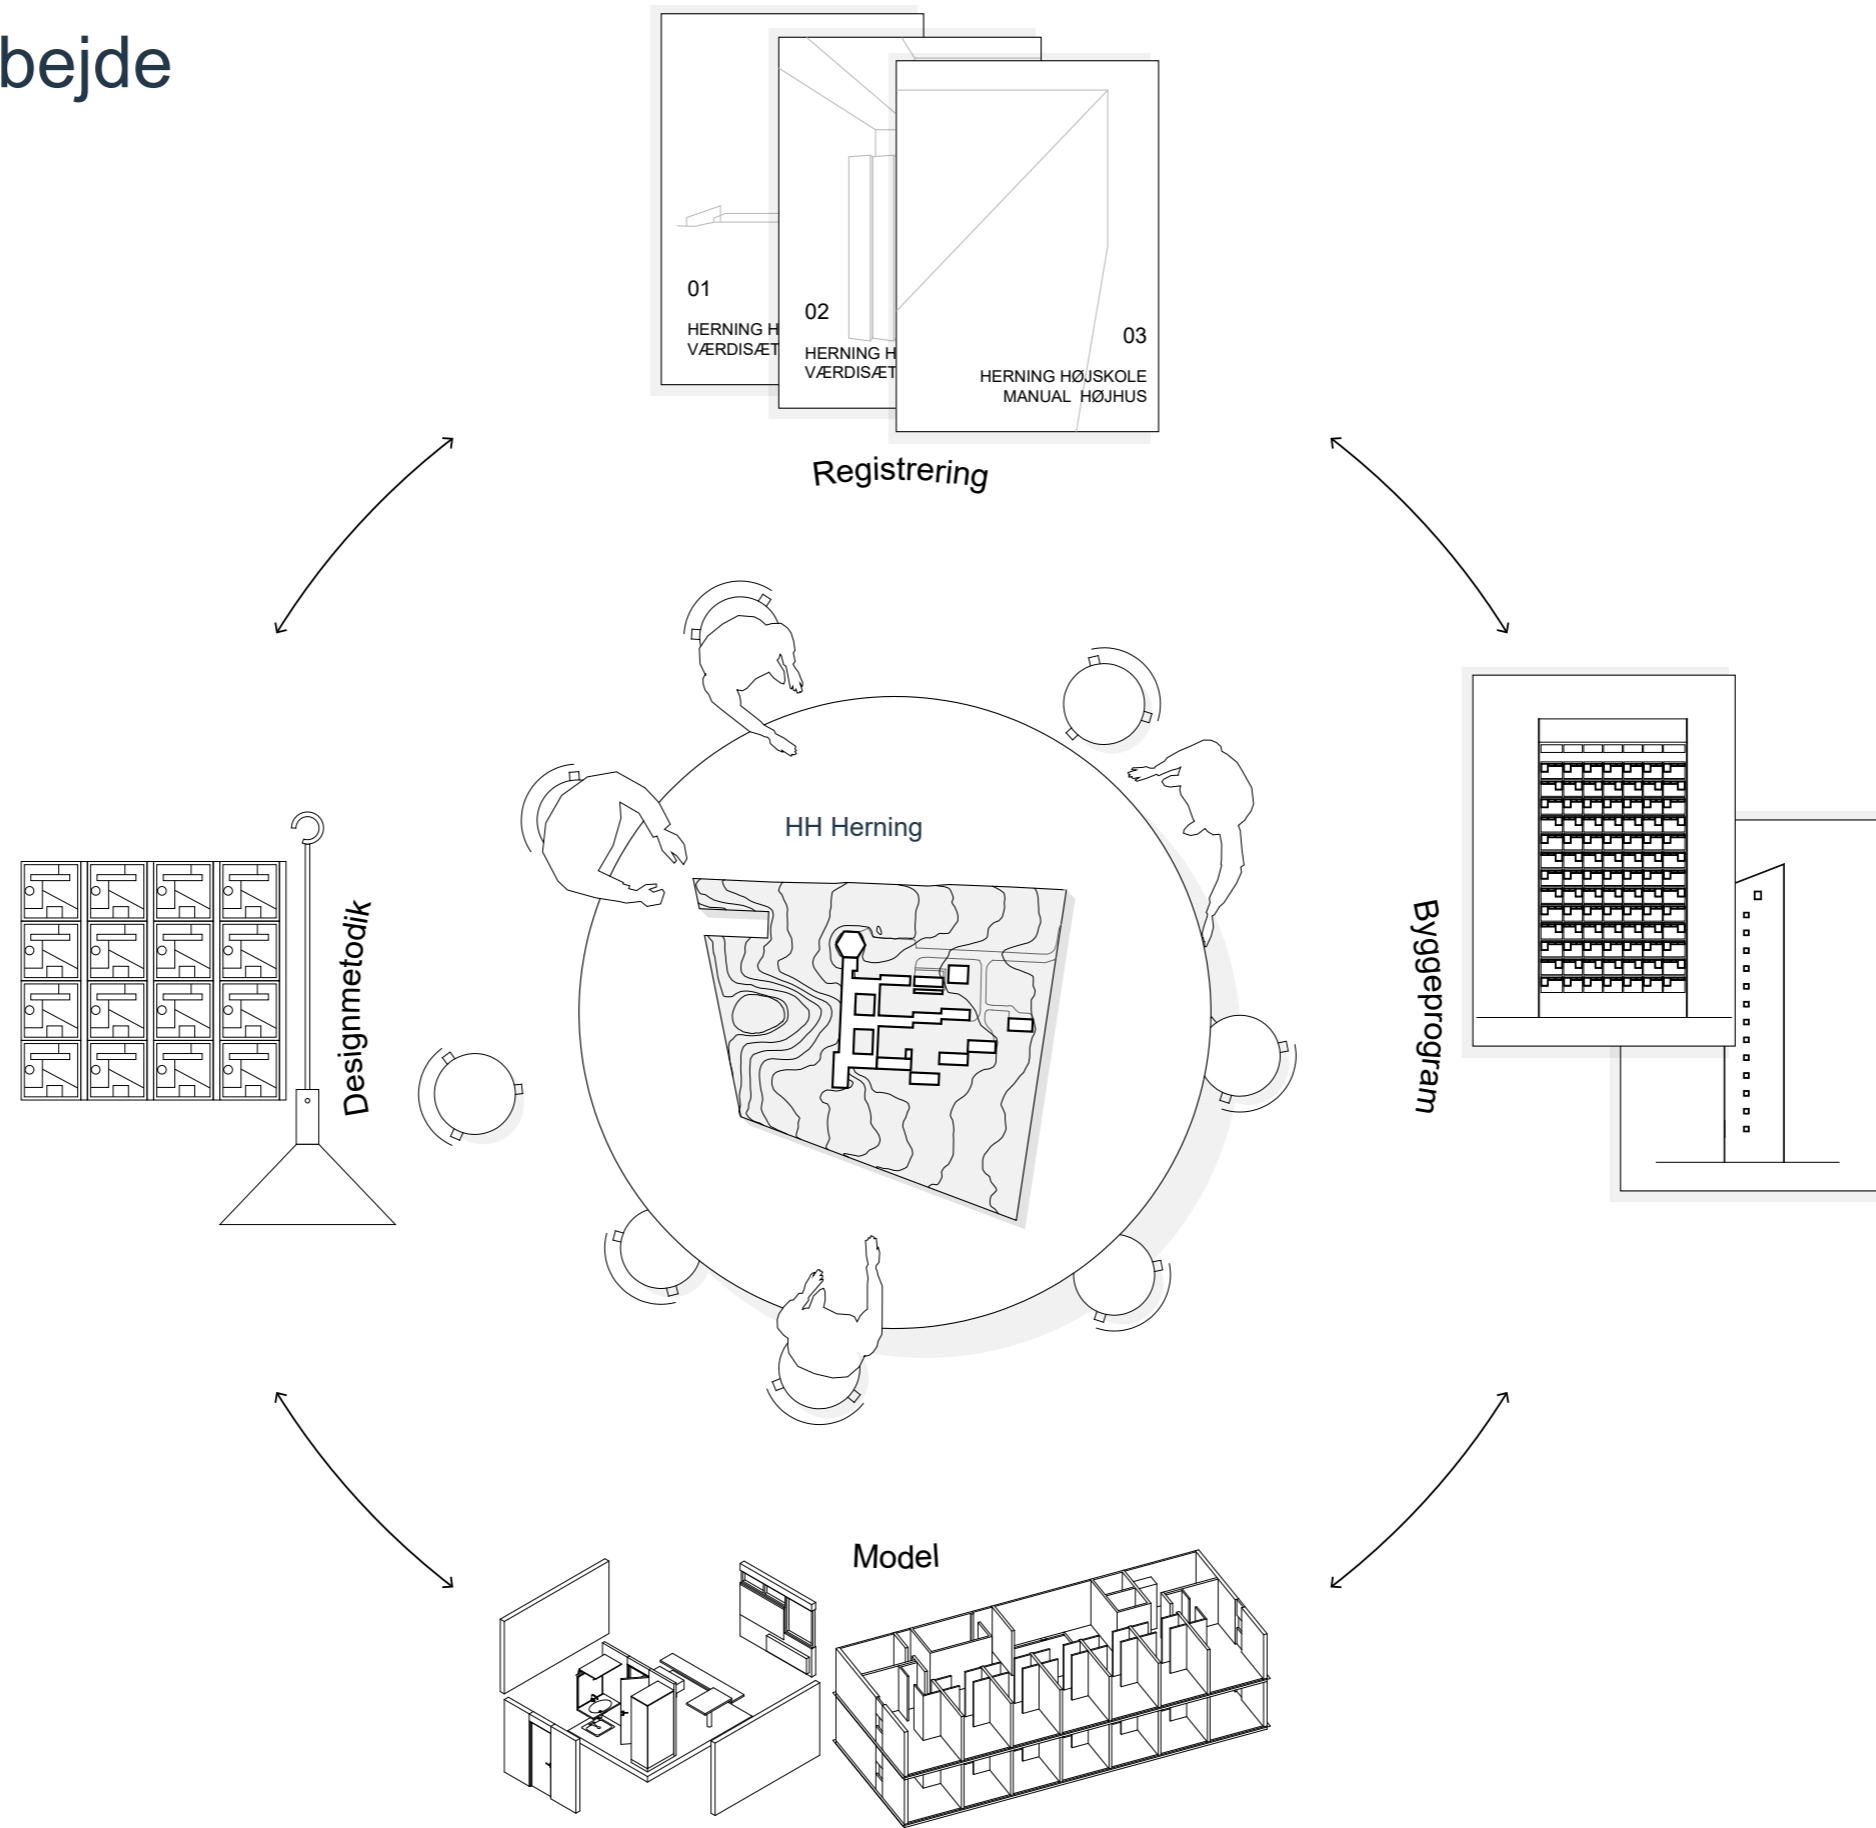 bejde
01
HERNING H
VÆRDISÆT
02
HERNING H
VÆRDISÆT
03
HERNING HØJSKOLE
MANUAL HØJHUS
Registrering
HH Herning
Designmetodik
Byggeprogram
Model